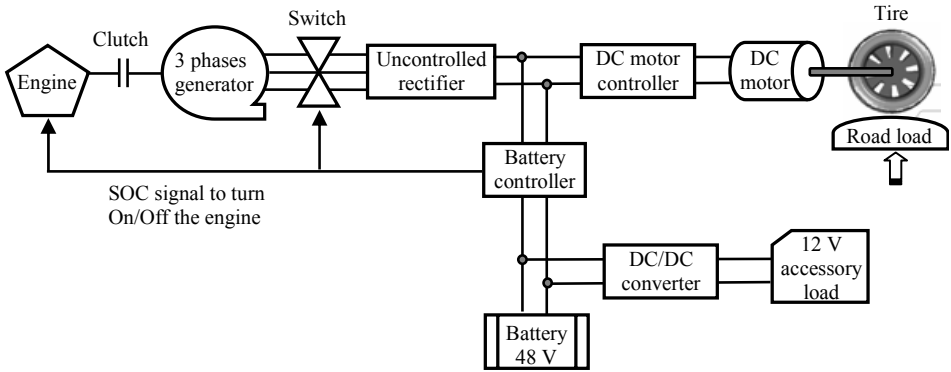 Switch
Tire
Clutch
Engine
3 phases
generator
Uncontrolled
rectifier
DC motor
controller
DC
motor
Road load
Battery
controller
SOC signal to turn
On/Off the engine
DC/DC
converter
12 V
accessory
load
Battery
48 V